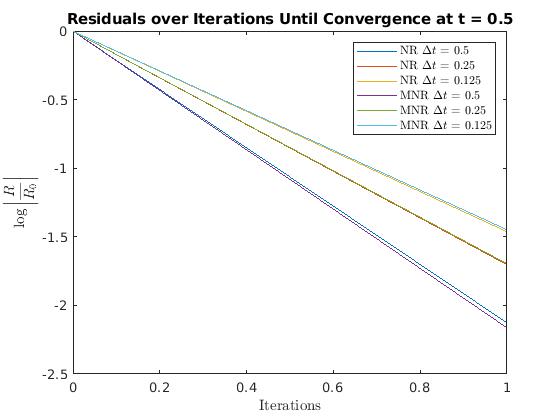 Residuals over Iterations Until Convergence at t = 0.5
0
NR Δt = 0.5
NR Δt = 0.25
NR Δt = 0.125
MNR Δt = 0.5
MNR Δt = 0.25
MNR Δt = 0.125
-0.5
-1
-1.5
-2
-2.5
log |R/R₀|
0 0.2 0.4 0.6 0.8 1
Iterations